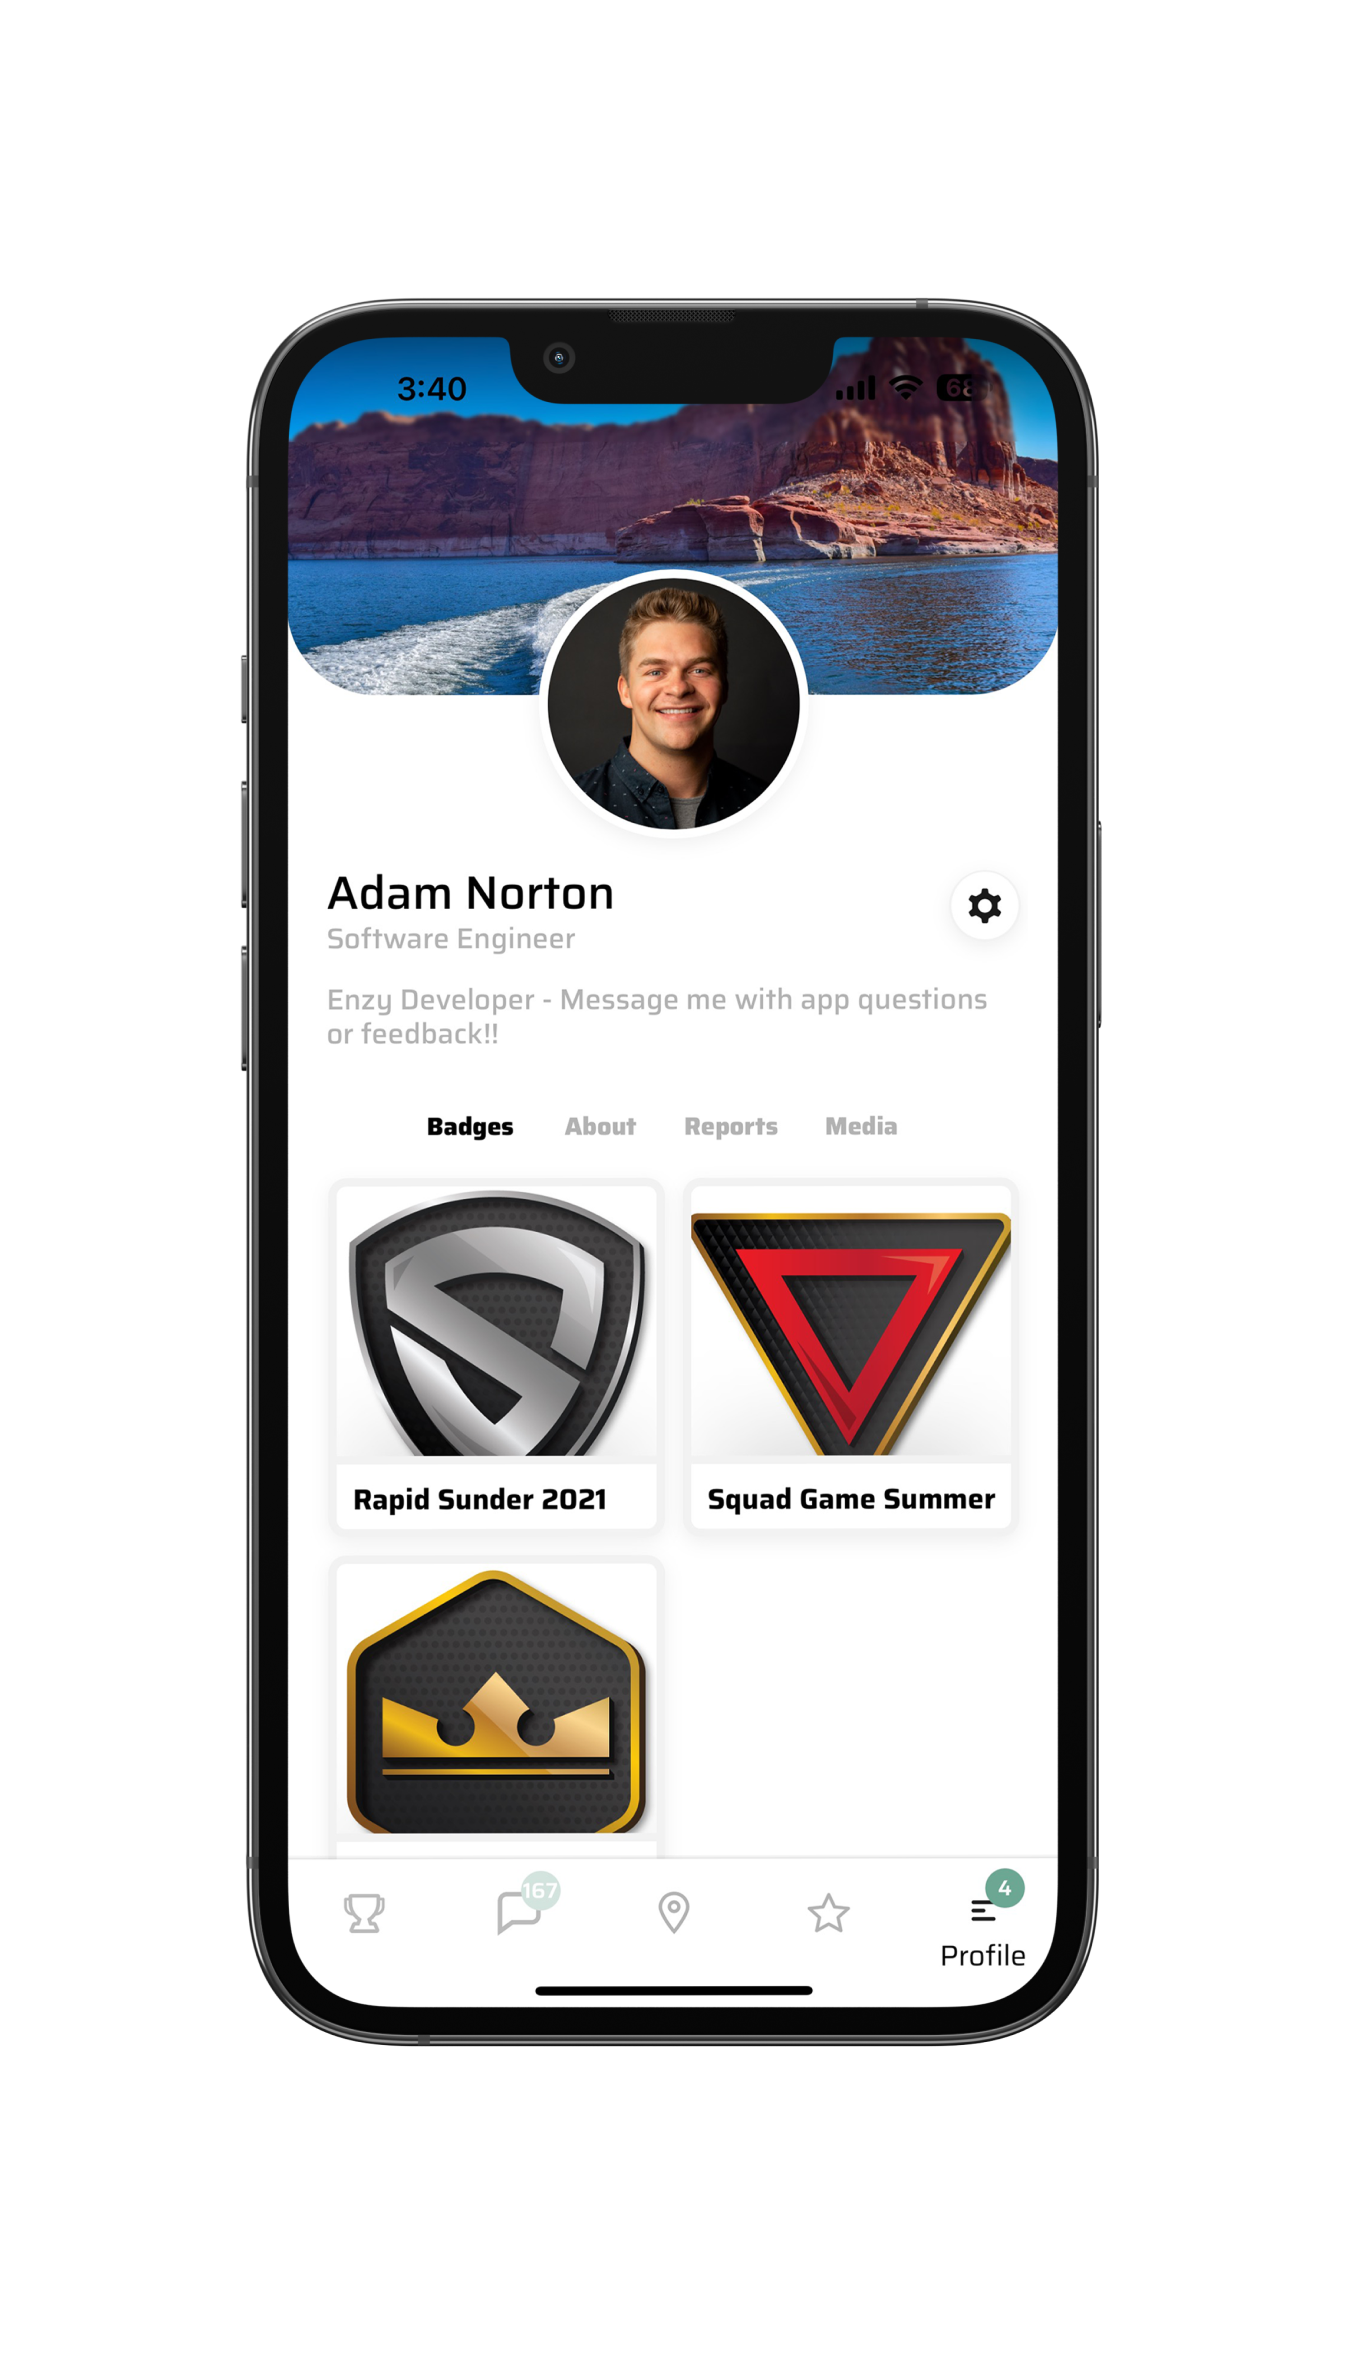 3:40
68
Adam Norton
Software Engineer
Enzy Developer - Message me with app questions
or feedback!!
Badges About Reports Media
Rapid Sunder 2021
Squad Game Summer
167
4
Profile